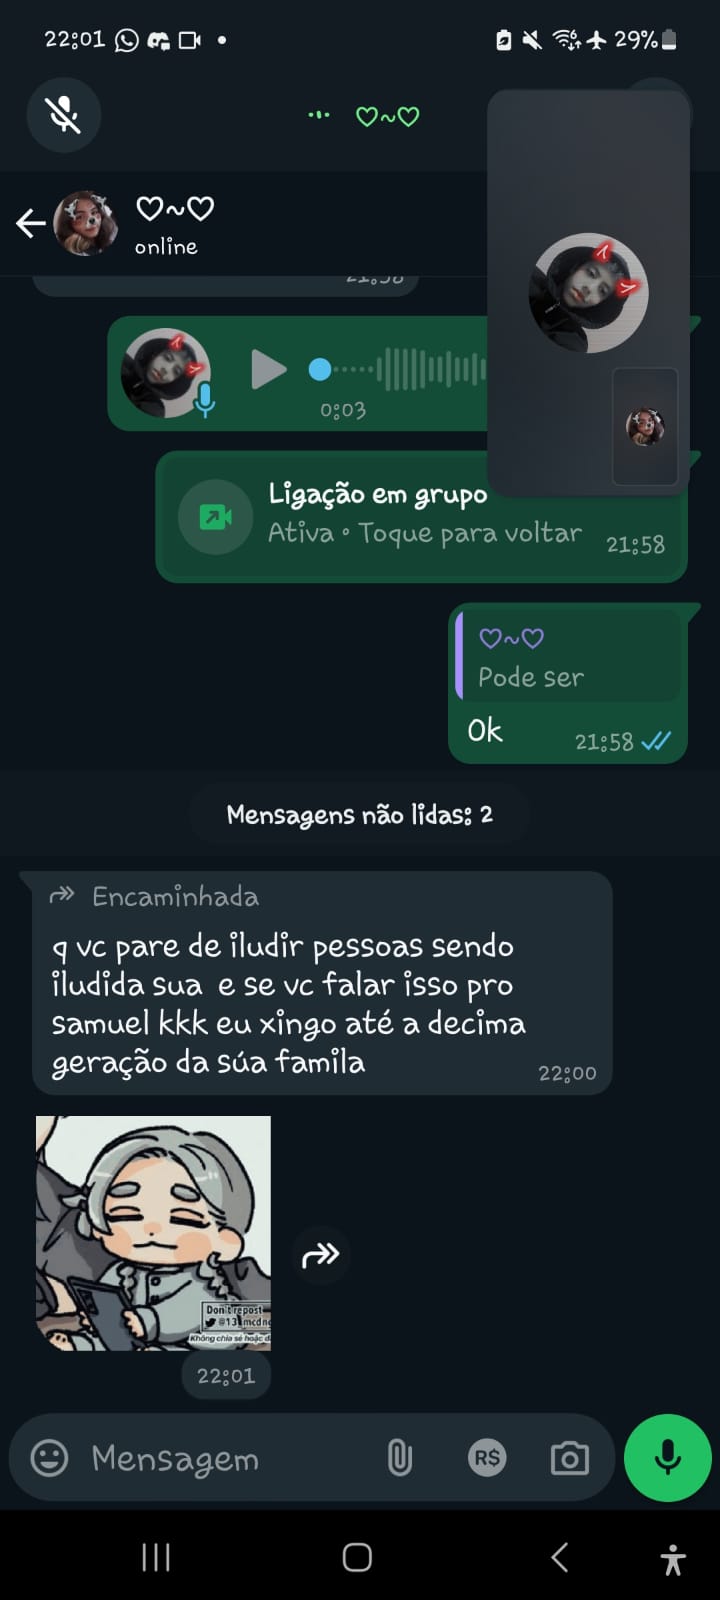 22:01
29%
♡~♡
♡~♡
online
0:03
Ligação em grupo
Ativa • Toque para voltar
21:58
♡~♡
Pode ser
Ok
21:58
Mensagens não lidas: 2
Encaminhada
q vc pare de iludir pessoas sendo
iludida sua e se vc falar isso pro
samuel kkk eu xingo até a decima
geração da súa famila
22:00
Don't repost
Không chia sẻ hoặc
22:01
Mensagem
R$